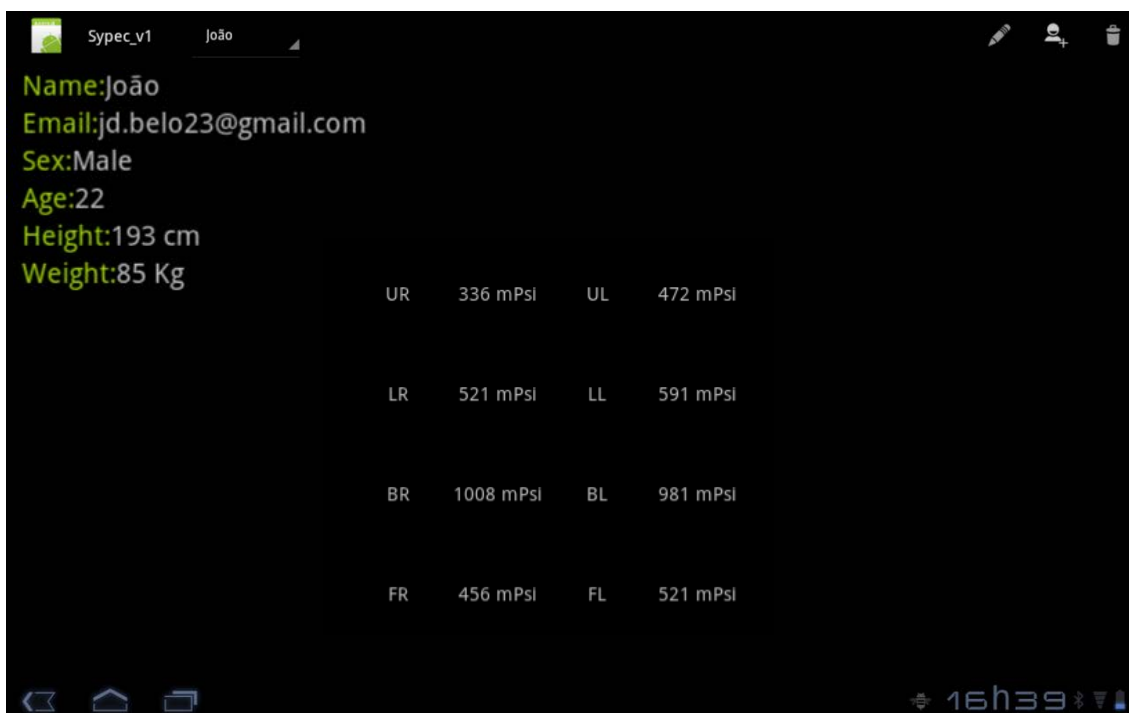 Sypec_v1 João
Name:João
Email:jd.belo23@gmail.com
Sex:Male
Age:22
Height:193 cm
Weight:85 Kg
UR 336 mPsi UL 472 mPsi
LR 521 mPsi LL 591 mPsi
BR 1008 mPsi BL 981 mPsi
FR 456 mPsi FL 521 mPsi
16h39